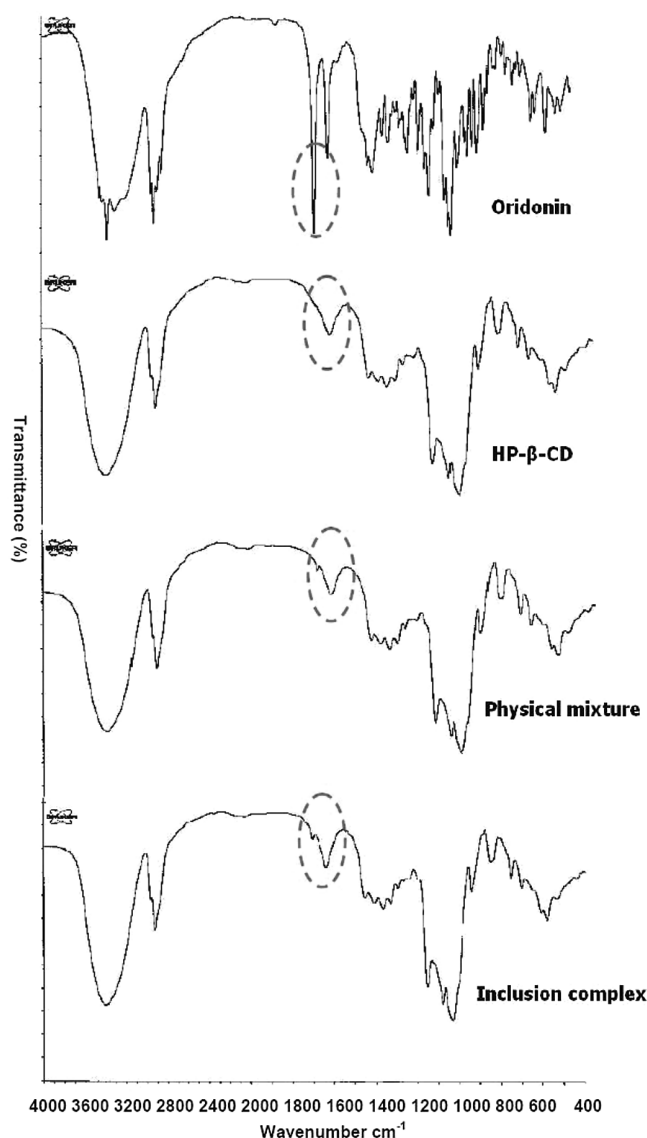 Oridonin
HP-β-CD
Physical mixture
Inclusion complex
Transmittance (%)
4000 3600 3200 2800 2400 2000 1800 1600 1400 1200 1000 800 600 400
Wavenumber cm⁻¹